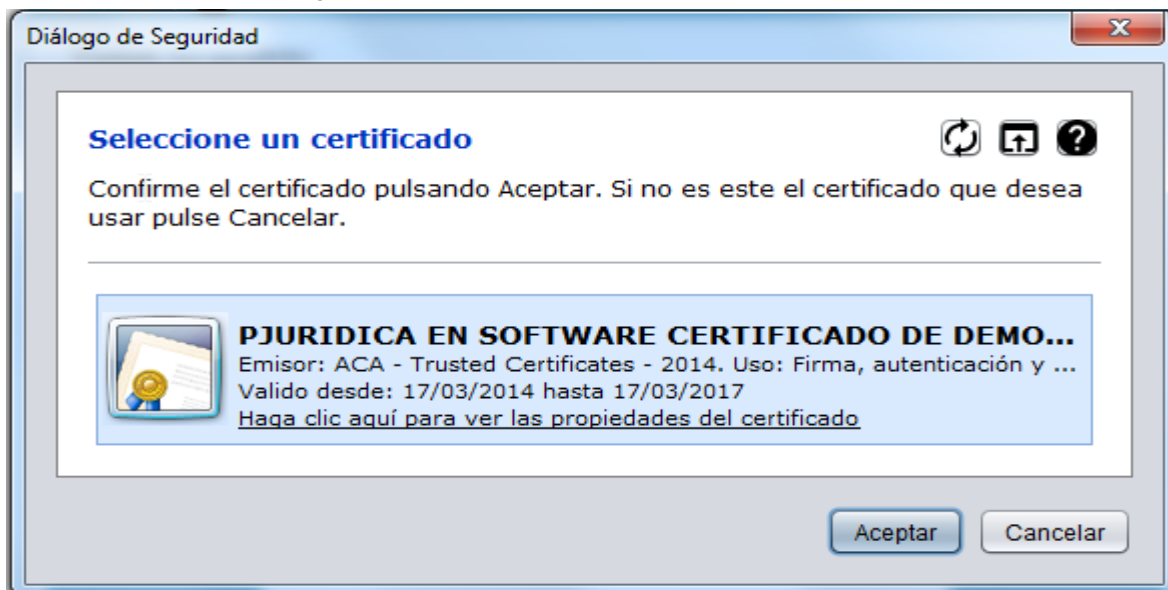 Diálogo de Seguridad
x
Seleccione un certificado
?
Confirme el certificado pulsando Aceptar. Si no es este el certificado que desea
usar pulse Cancelar.
PJURIDICA EN SOFTWARE CERTIFICADO DE DEMO...
Emisor: ACA - Trusted Certificates - 2014. Uso: Firma, autenticación y ...
Valido desde: 17/03/2014 hasta 17/03/2017
Haga clic aquí para ver las propiedades del certificado
Aceptar
Cancelar